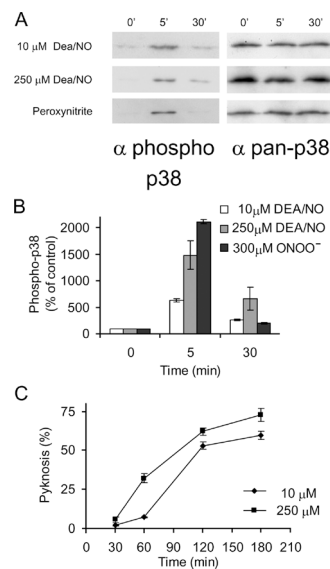 A
0' 5' 30' 0' 5' 30'
10 µM Dea/NO
250 µM Dea/NO
Peroxynitrite
α phospho p38
α pan-p38
B
Phospho-p38 (% of control)
2000
1500
1000
500
0
10µM DEA/NO
250µM DEA/NO
300µM ONOO⁻
0 5 30
Time (min)
C
Pyknosis (%)
75
50
25
0
10 µM
250 µM
0 30 60 90 120 150 180 210
Time (min)